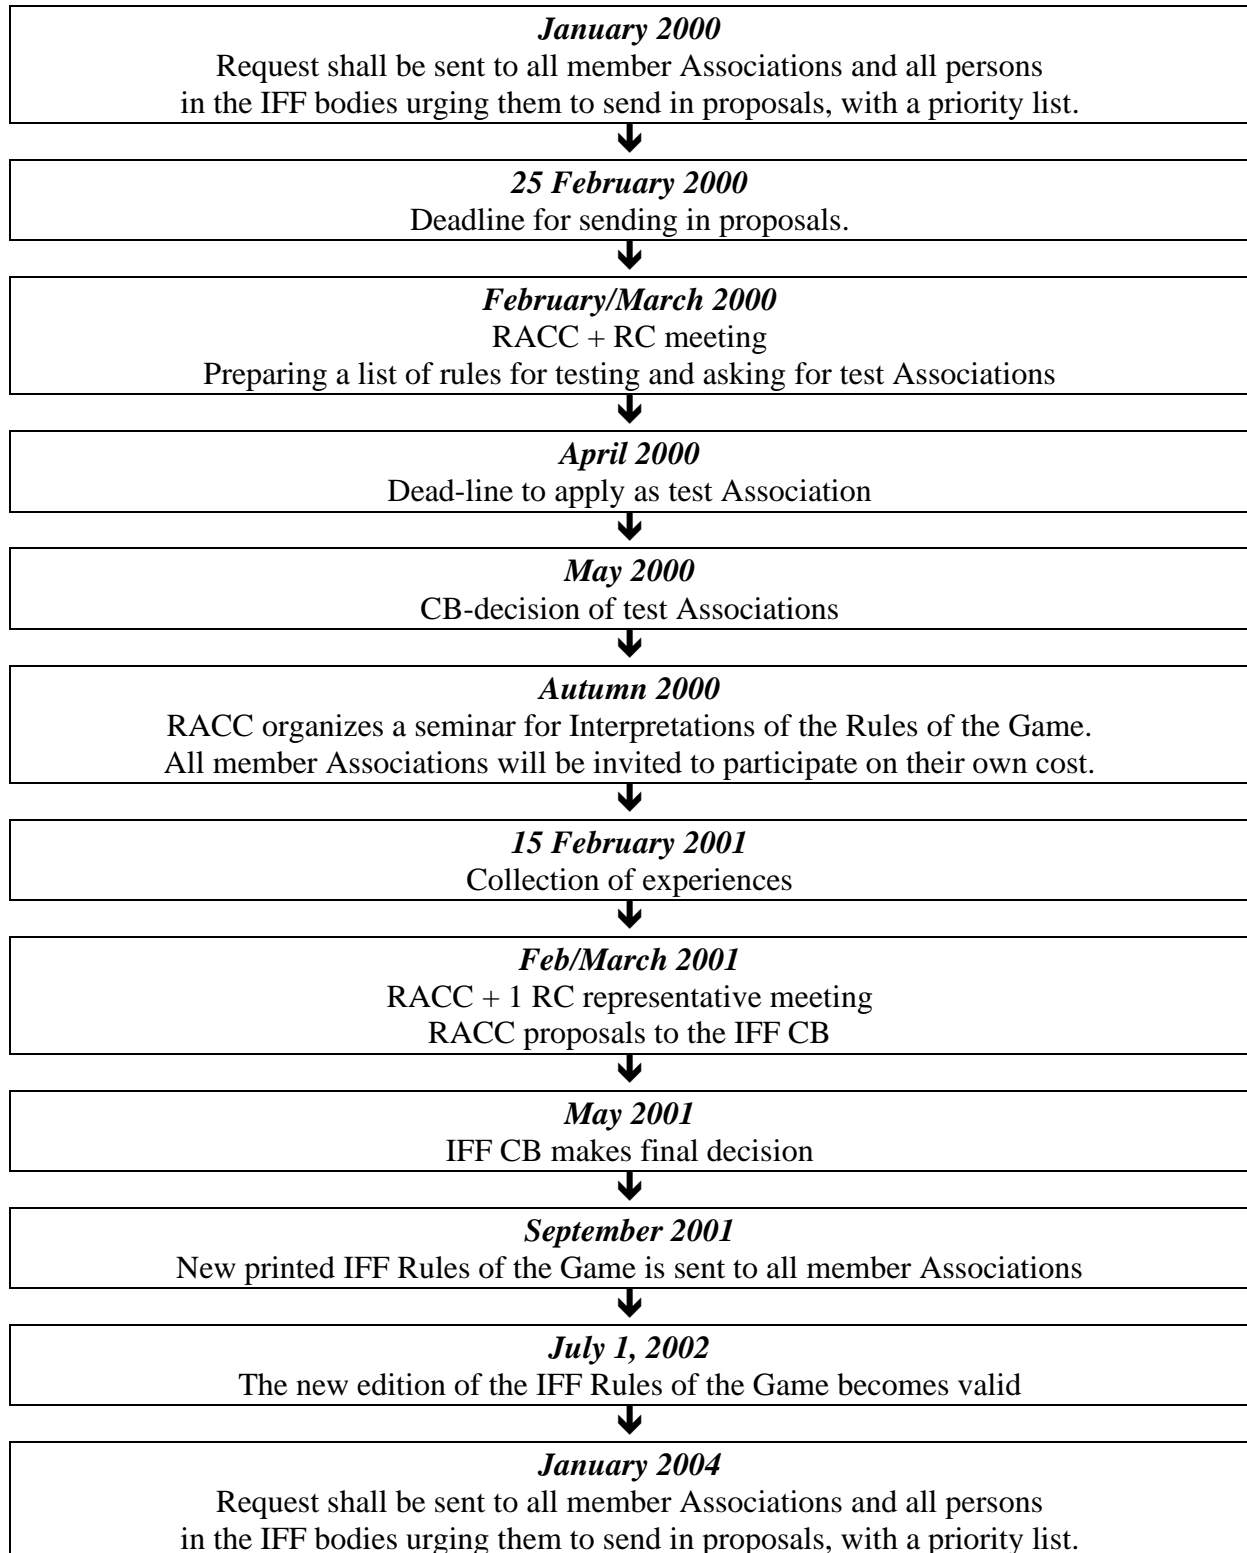 January 2000
Request shall be sent to all member Associations and all persons
in the IFF bodies urging them to send in proposals, with a priority list.
25 February 2000
Deadline for sending in proposals.
February/March 2000
RACC + RC meeting
Preparing a list of rules for testing and asking for test Associations
April 2000
Dead-line to apply as test Association
May 2000
CB-decision of test Associations
Autumn 2000
RACC organizes a seminar for Interpretations of the Rules of the Game.
All member Associations will be invited to participate on their own cost.
15 February 2001
Collection of experiences
Feb/March 2001
RACC + 1 RC representative meeting
RACC proposals to the IFF CB
May 2001
IFF CB makes final decision
September 2001
New printed IFF Rules of the Game is sent to all member Associations
July 1, 2002
The new edition of the IFF Rules of the Game becomes valid
January 2004
Request shall be sent to all member Associations and all persons
in the IFF bodies urging them to send in proposals, with a priority list.